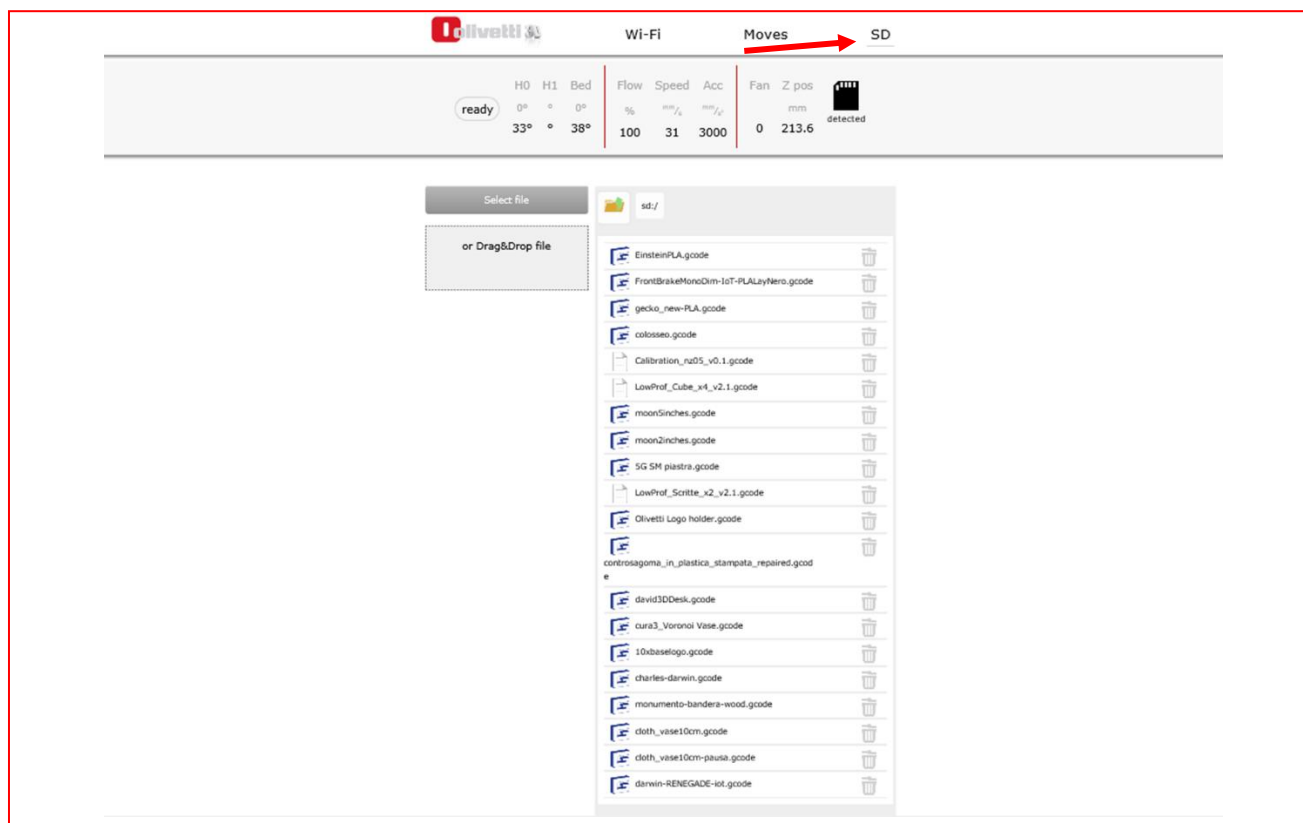 olivetti Wi-Fi Moves SD
H0 H1 Bed Flow Speed Acc Fan Z pos
ready 0° ° 0° % mm/s mm/s² mm
33° ° 38° 100 31 3000 0 213.6 detected
Select file
sd:/
or Drag&Drop file
EinsteinPLA.gcode
FrontBrakeMonoDim-IoT-PLALayNero.gcode
gecko_new-PLA.gcode
colosseo.gcode
Calibration_nz05_v0.1.gcode
LowProf_Cube_x4_v2.1.gcode
moon5inches.gcode
moon2inches.gcode
5G SM piastra.gcode
LowProf_Scritte_x2_v2.1.gcode
Olivetti Logo holder.gcode
controsagoma_in_plastica_stampata_repaired.gcod
e
david3DDesk.gcode
cura3_Voronoi Vase.gcode
10xbaselogo.gcode
charles-darwin.gcode
monumento-bandera-wood.gcode
cloth_vase10cm.gcode
cloth_vase10cm-pausa.gcode
darwin-RENEGADE-iot.gcode